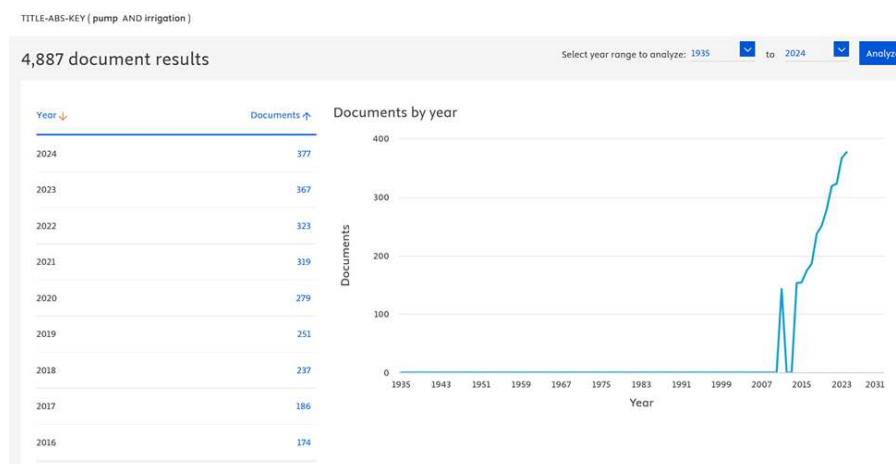 TITLE-ABS-KEY ( pump AND irrigation )
4,887 document results
Select year range to analyze: 1935 to 2024 Analyze
Year Documents
2024 377
2023 367
2022 323
2021 319
2020 279
2019 251
2018 237
2017 186
2016 174
Documents by year
400
300
200
100
0
Documents
1935 1943 1951 1959 1967 1975 1983 1991 1999 2007 2015 2023 2031
Year